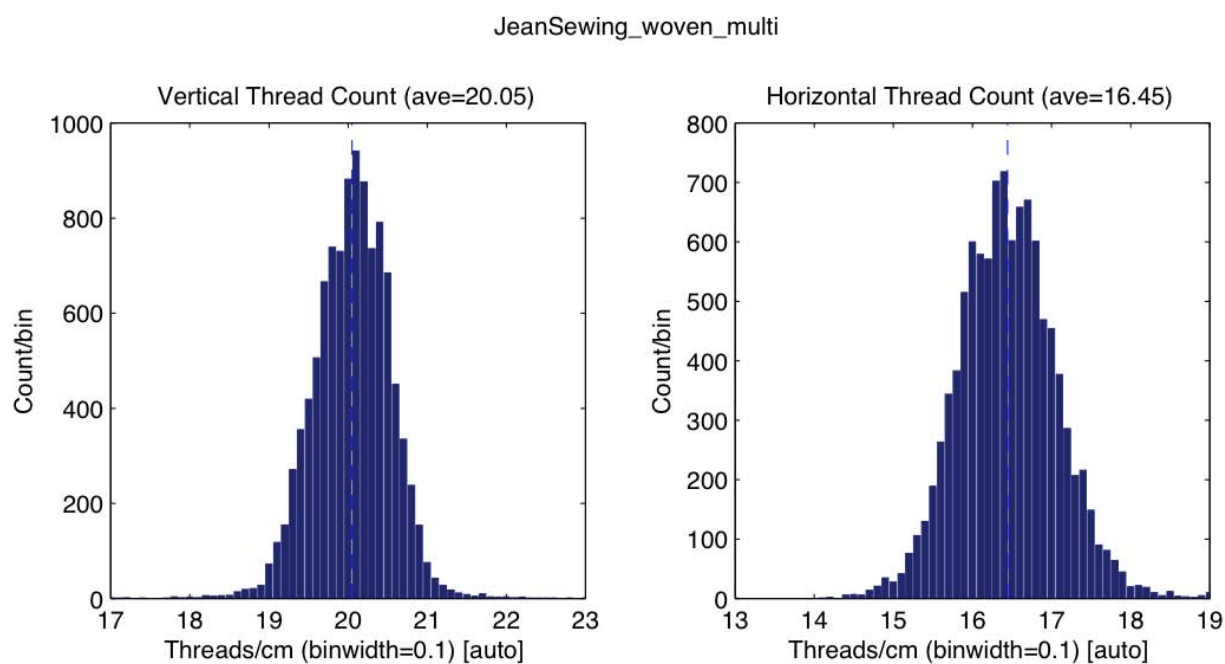 JeanSewing_woven_multi
Vertical Thread Count (ave=20.05)
1000
800
600
400
200
0
Count/bin
17 18 19 20 21 22 23
Threads/cm (binwidth=0.1) [auto]
Horizontal Thread Count (ave=16.45)
800
700
600
500
400
300
200
100
0
Count/bin
13 14 15 16 17 18 19
Threads/cm (binwidth=0.1) [auto]